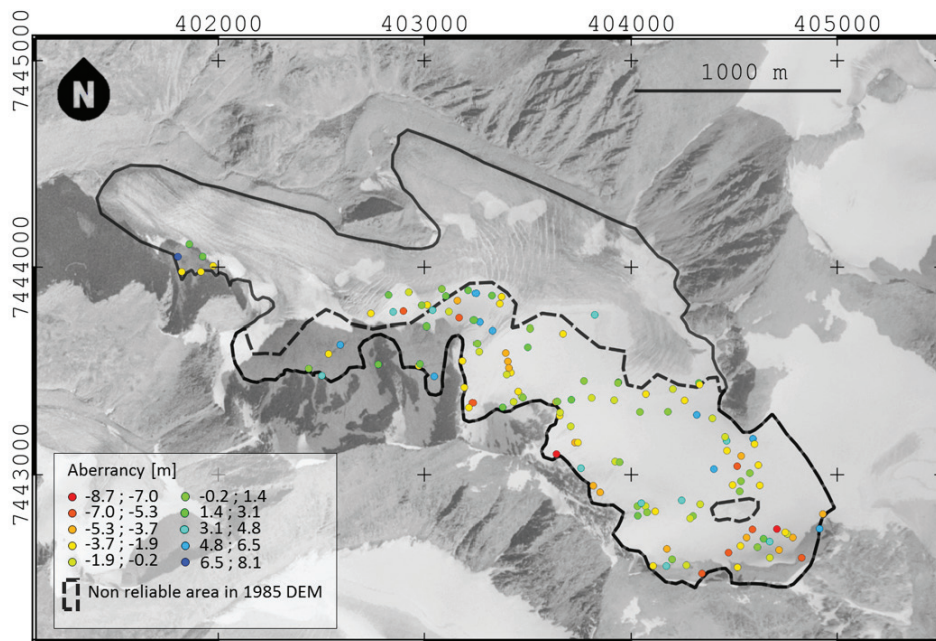 402000 403000 404000 405000
7445000
7444000
7443000
N
1000 m
Aberrancy [m]
-8.7 ; -7.0
-7.0 ; -5.3
-5.3 ; -3.7
-3.7 ; -1.9
-1.9 ; -0.2
-0.2 ; 1.4
1.4 ; 3.1
3.1 ; 4.8
4.8 ; 6.5
6.5 ; 8.1
Non reliable area in 1985 DEM